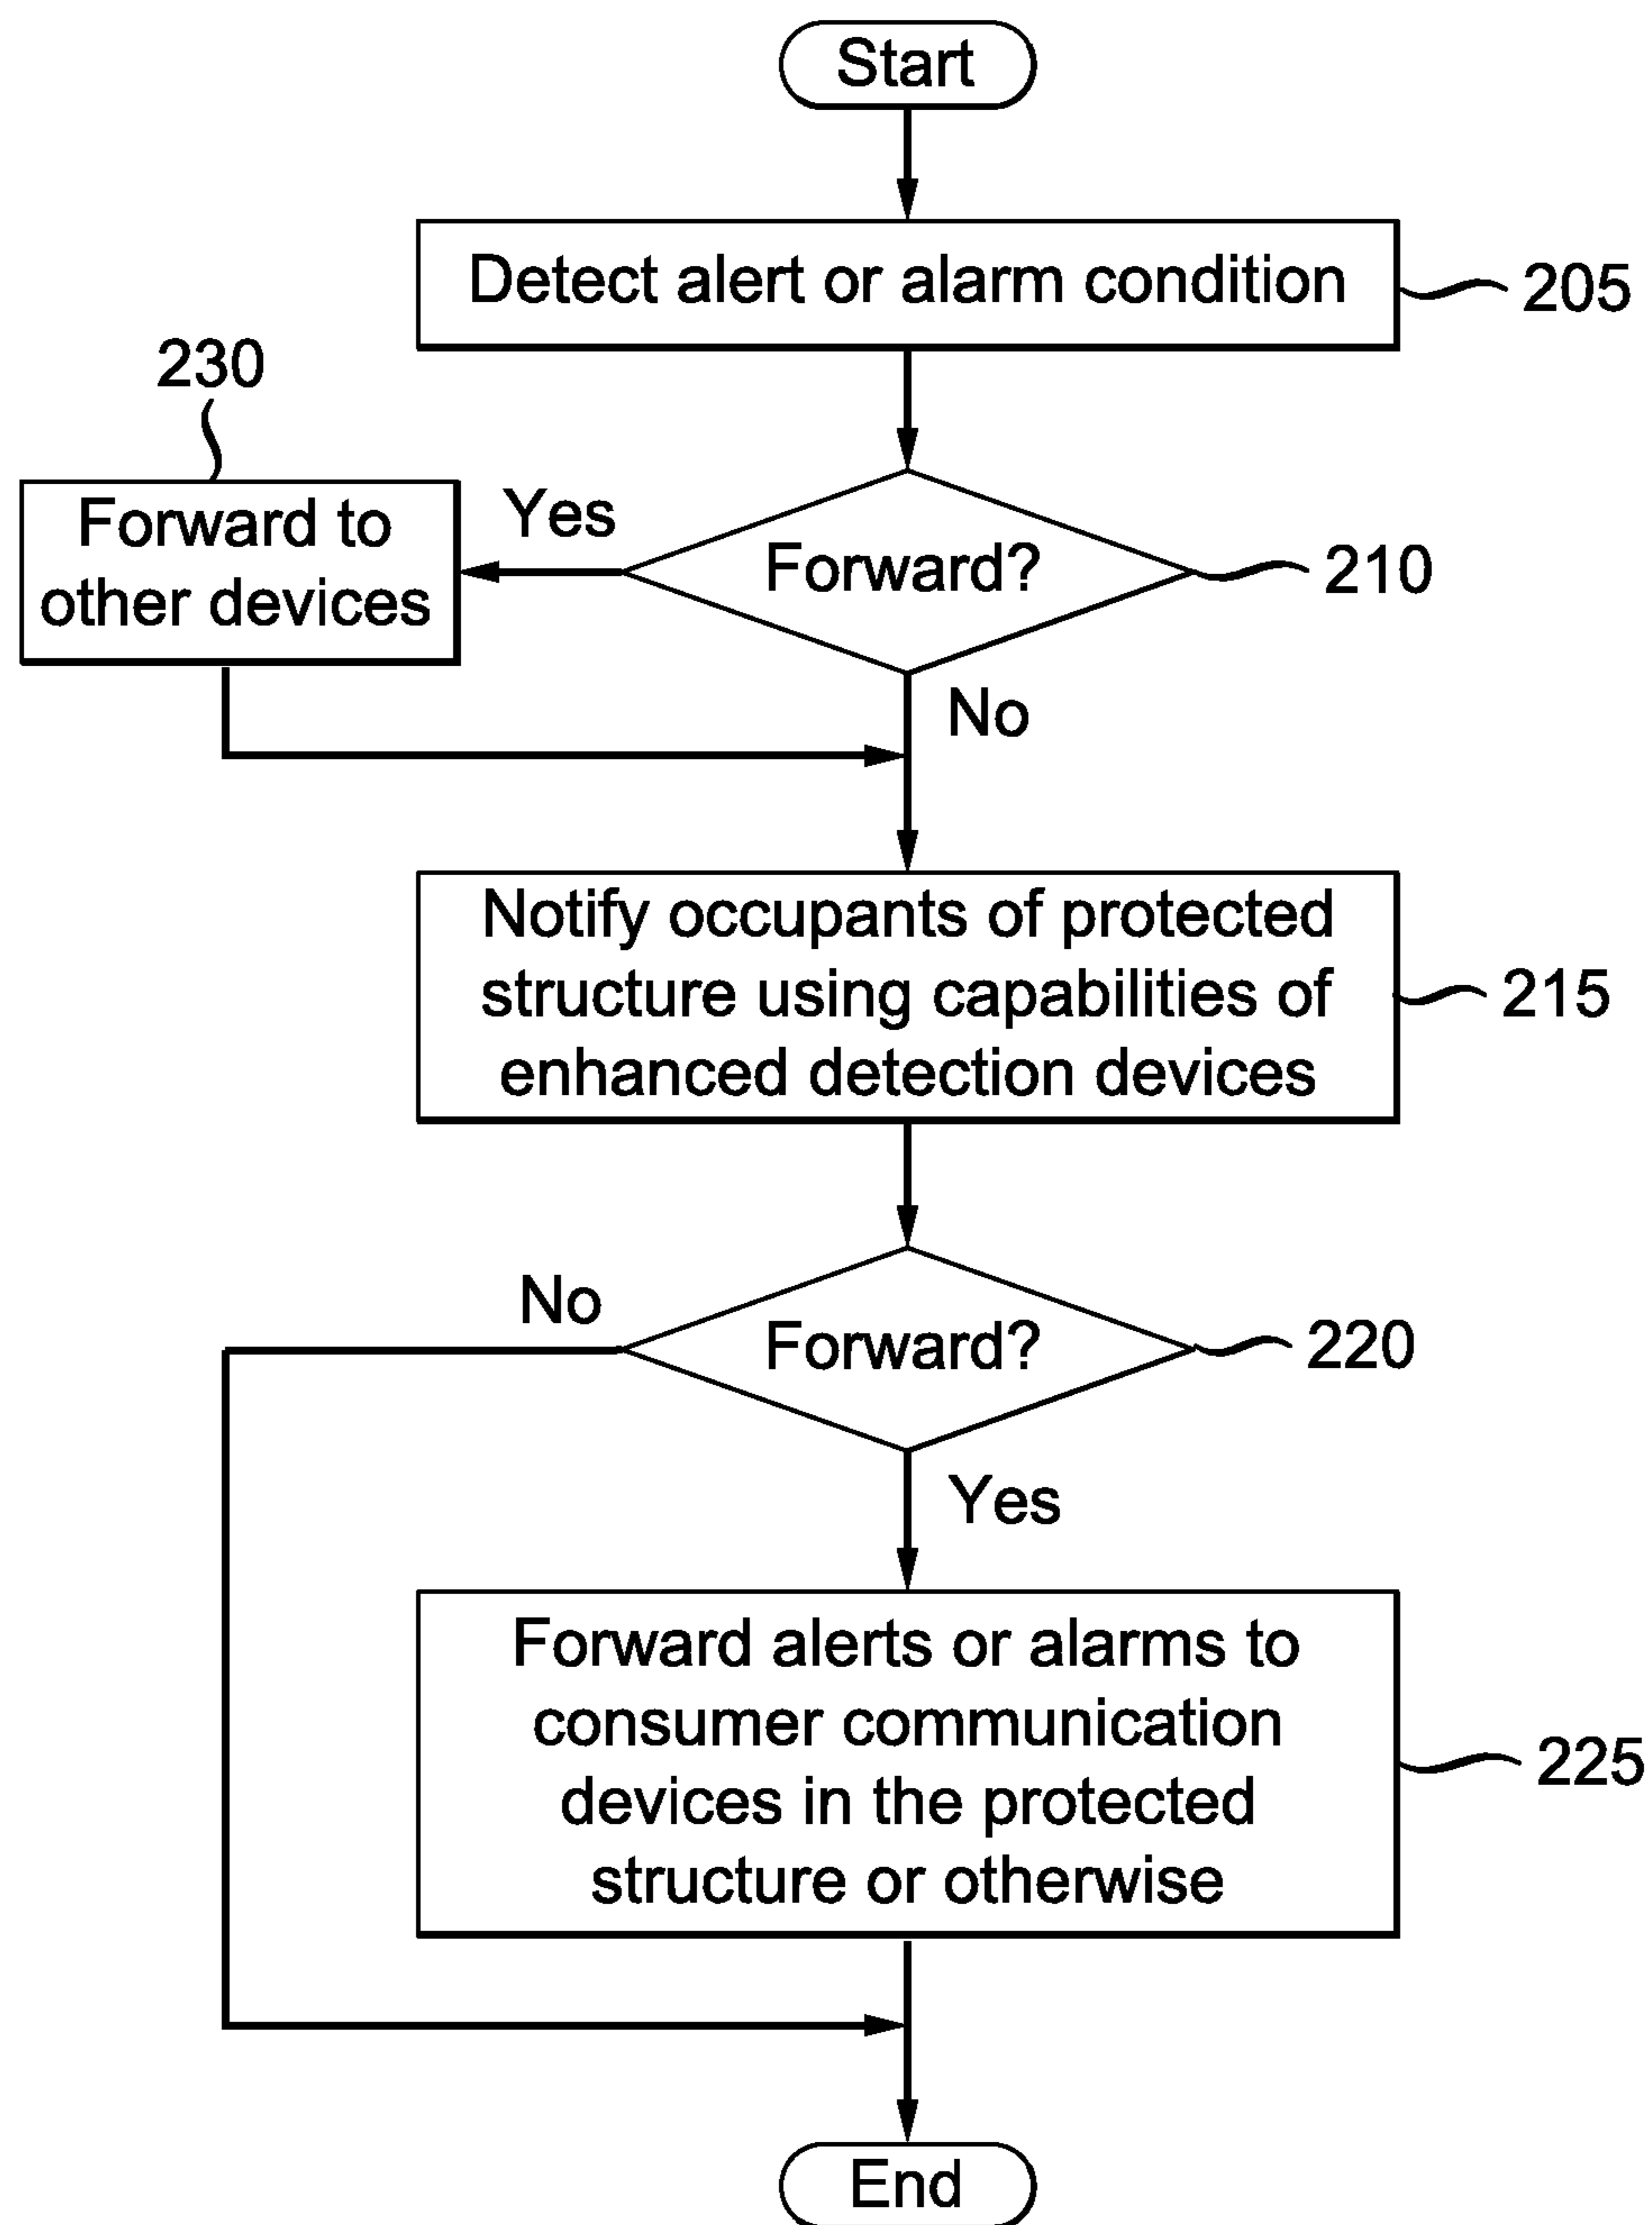 Start
Detect alert or alarm condition
205
230
Forward to
other devices
Yes
Forward?
210
No
Notify occupants of protected
structure using capabilities of
enhanced detection devices
215
No
Forward?
220
Yes
Forward alerts or alarms to
consumer communication
devices in the protected
structure or otherwise
225
End